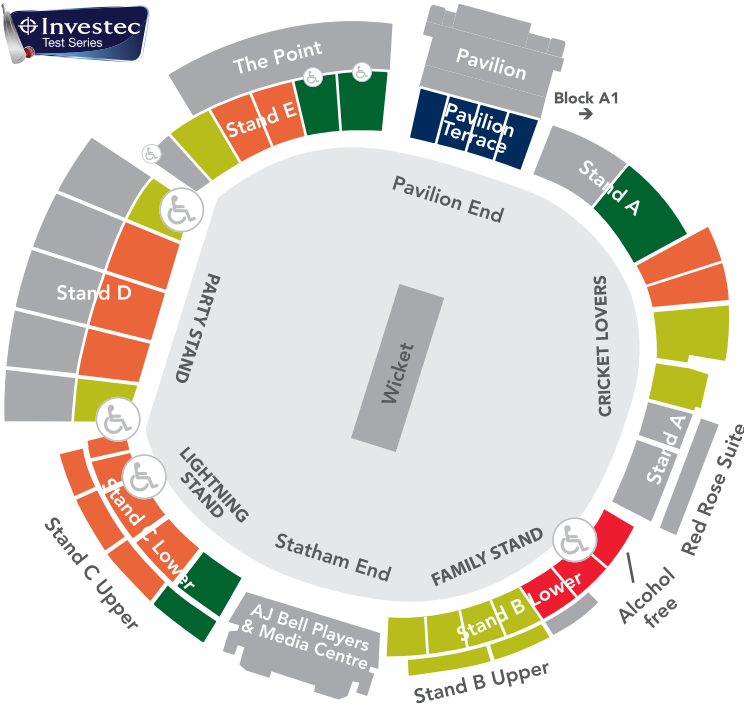 Investec
Test Series
The Point
Pavilion
Block A1
Stand E
Pavilion
Terrace
Stand A
Pavilion End
Stand D
PARTY STAND
CRICKET LOVERS
Wicket
Stand A
Red Rose Suite
LIGHTNING
STAND
Stand C Lower
Stand C Upper
Statham End
FAMILY STAND
Alcohol
free
AJ Bell Players
& Media Centre
Stand B Lower
Stand B Upper